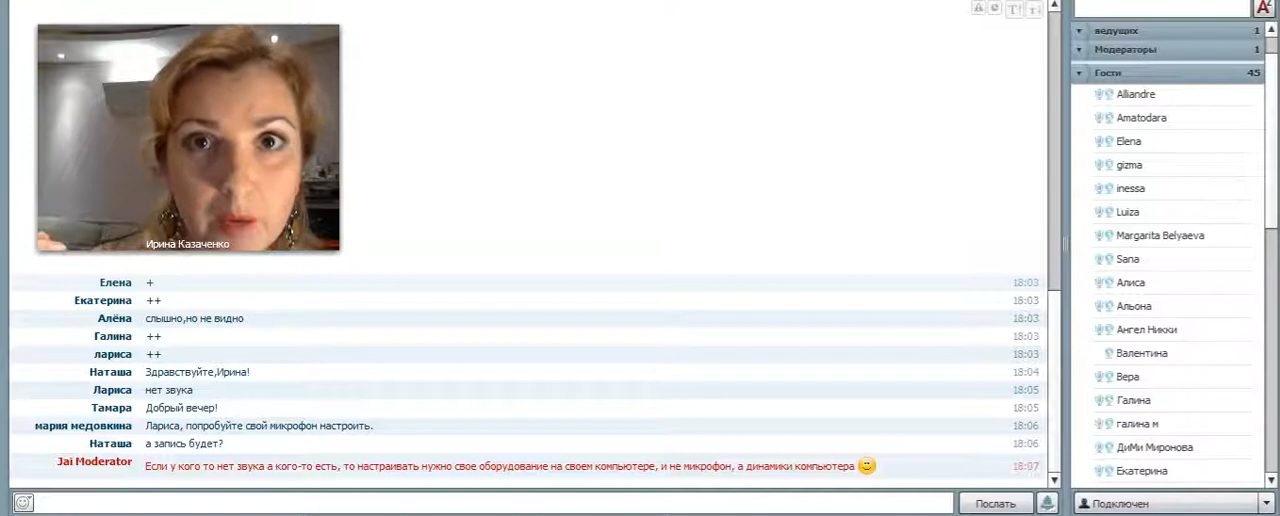 Ирина Казаченко
Елена + 18:03
Екатерина ++ 18:03
Алёна слышно,но не видно 18:03
Галина ++ 18:03
лариса ++ 18:03
Наташа Здравствуйте,Ирина! 18:04
Лариса нет звука 18:05
Тамара Добрый вечер! 18:05
мария медовкина Лариса, попробуйте свой микрофон настроить. 18:06
Наташа а запись будет? 18:06
Jai Moderator Если у кого то нет звука а кого-то есть, то настраивать нужно свое оборудование на своем компьютере, и не микрофон, а динамики компьютера 18:07
Послать
ведущих 1
Модераторы 1
Гости 45
Alliandre
Amatodara
Elena
gizma
inessa
Luiza
Margarita Belyaeva
Sana
Алиса
Альона
Ангел Никки
Валентина
Вера
Галина
галина м
ДиМи Миронова
Екатерина
Подключен